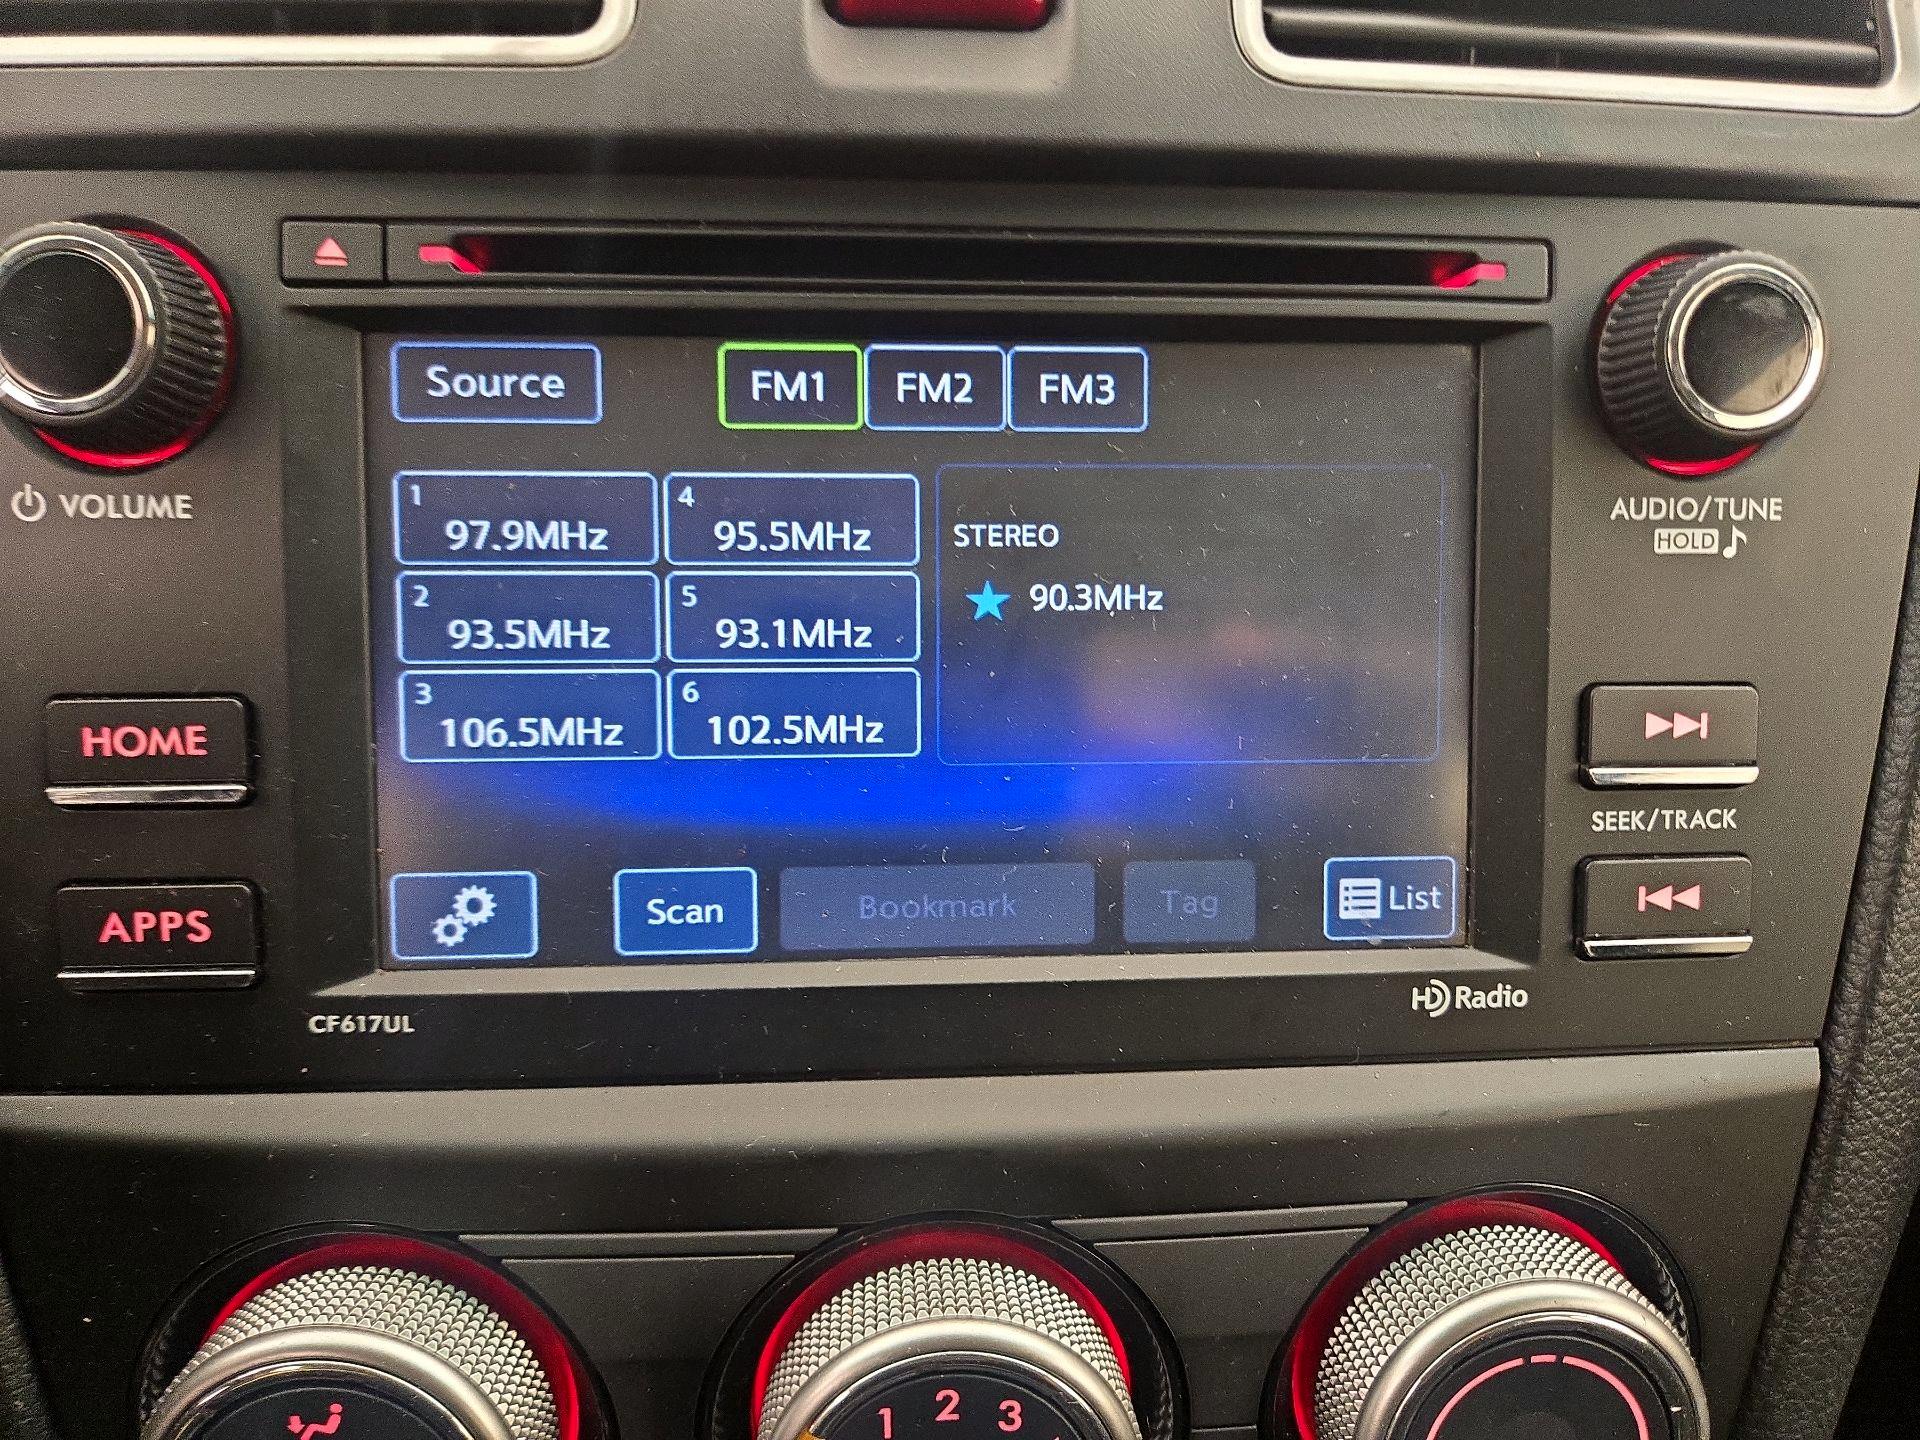 Source
FM1 FM2 FM3
VOLUME
AUDIO/TUNE
HOLD
1 97.9MHz
4 95.5MHz
2 93.5MHz
5 93.1MHz
3 106.5MHz
6 102.5MHz
STEREO
90.3MHz
HOME
APPS
SEEK/TRACK
Scan
Bookmark
Tag
List
CF617UL
HD Radio
1 2 3